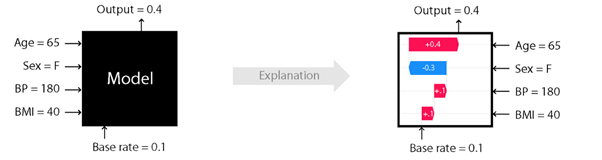 Output = 0.4
Age = 65
Sex = F
BP = 180
BMI = 40
Model
Base rate = 0.1
Explanation
Output = 0.4
+0.4
-0.3
+.1
+.1
Age = 65
Sex = F
BP = 180
BMI = 40
Base rate = 0.1